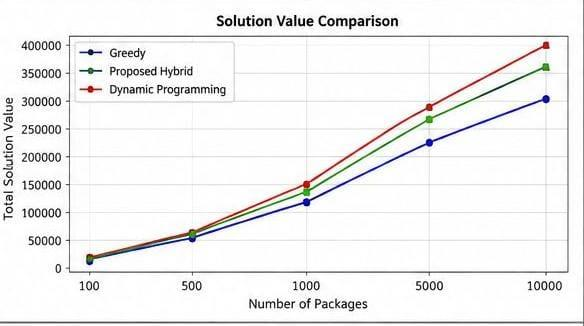 Solution Value Comparison
Greedy
Proposed Hybrid
Dynamic Programming
Total Solution Value
400000
350000
300000
250000
200000
150000
100000
50000
0
100 500 1000 5000 10000
Number of Packages